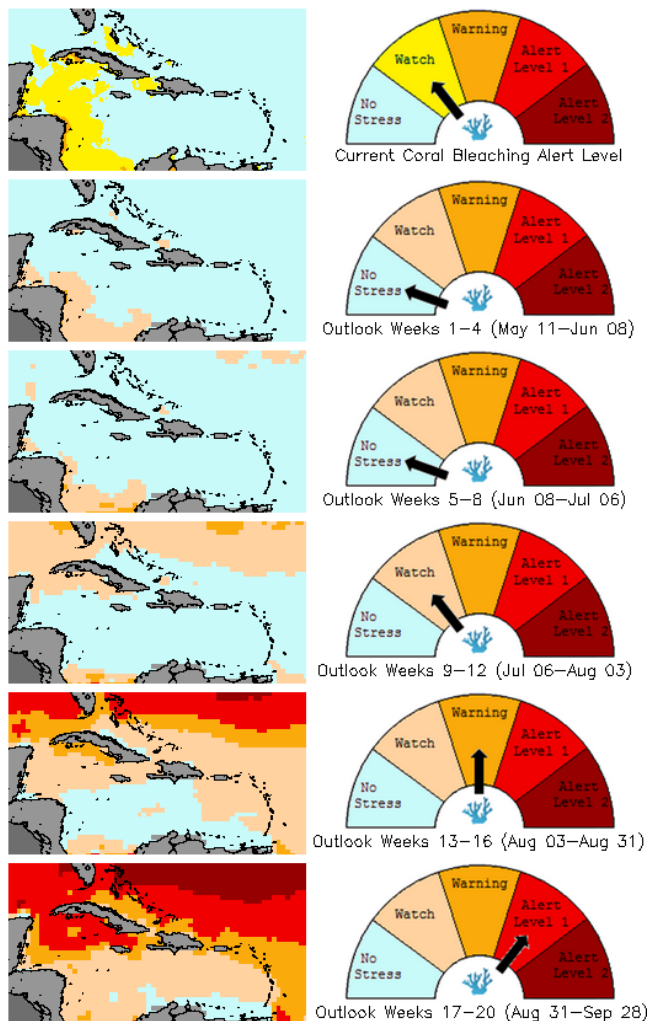 Warning
Watch
Alert
Level 1
No
Stress
Alert
Level 2
Current Coral Bleaching Alert Level
Warning
Watch
Alert
Level 1
No
Stress
Alert
Level 2
Outlook Weeks 1-4 (May 11-Jun 08)
Warning
Watch
Alert
Level 1
No
Stress
Alert
Level 2
Outlook Weeks 5-8 (Jun 08-Jul 06)
Warning
Watch
Alert
Level 1
No
Stress
Alert
Level 2
Outlook Weeks 9-12 (Jul 06-Aug 03)
Warning
Watch
Alert
Level 1
No
Stress
Alert
Level 2
Outlook Weeks 13-16 (Aug 03-Aug 31)
Warning
Watch
Alert
Level 1
No
Stress
Alert
Level 2
Outlook Weeks 17-20 (Aug 31-Sep 28)